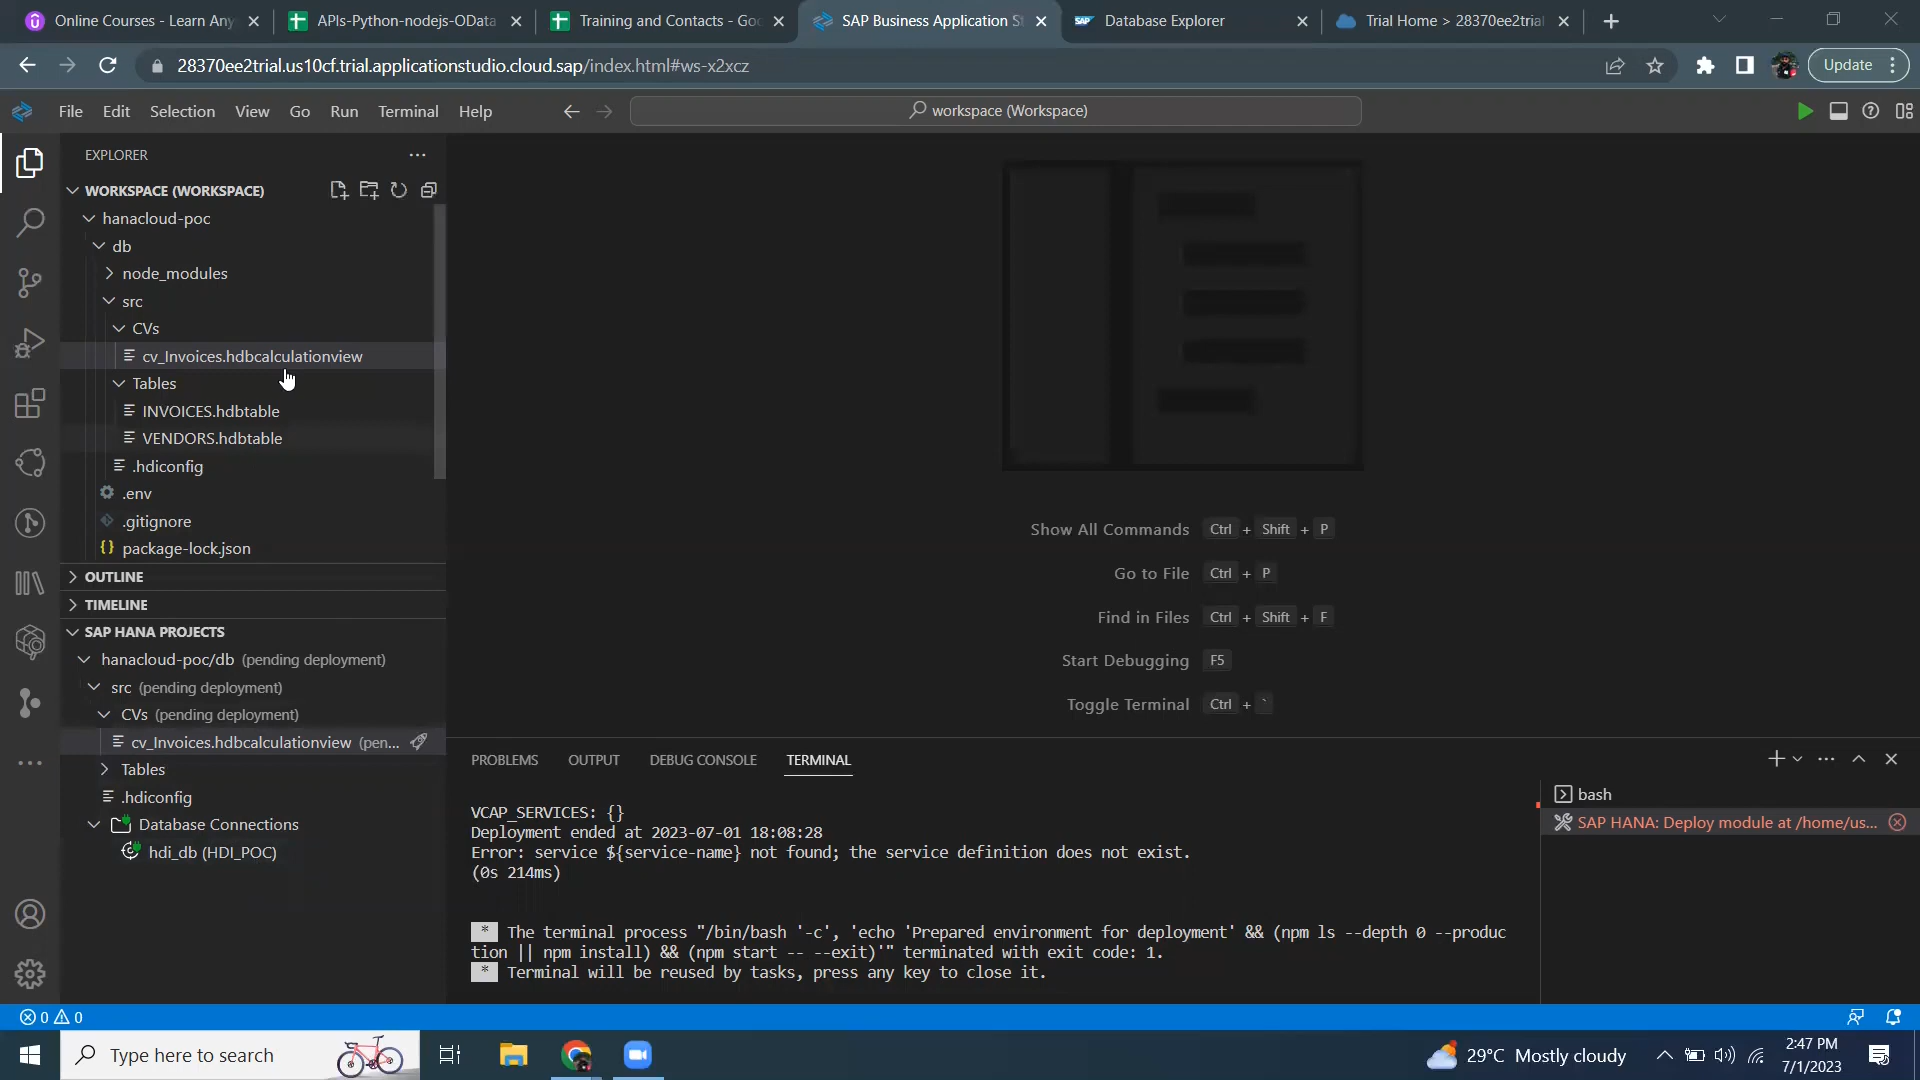 Online Courses - Learn Any
APIs-Python-nodejs-OData
Training and Contacts - Goo
SAP Business Application St
Database Explorer
Trial Home > 28370ee2trial
28370ee2trial.us10cf.trial.applicationstudio.cloud.sap/index.html#ws-x2xcz
Update
File Edit Selection View Go Run Terminal Help
workspace (Workspace)
EXPLORER
WORKSPACE (WORKSPACE)
hanacloud-poc
db
node_modules
src
CVs
cv_Invoices.hdbcalculationview
Tables
INVOICES.hdbtable
VENDORS.hdbtable
.hdiconfig
.env
.gitignore
{} package-lock.json
OUTLINE
TIMELINE
SAP HANA PROJECTS
hanacloud-poc/db (pending deployment)
src (pending deployment)
CVs (pending deployment)
cv_Invoices.hdbcalculationview (pen...
Tables
.hdiconfig
Database Connections
hdi_db (HDI_POC)
Show All Commands Ctrl + Shift + P
Go to File Ctrl + P
Find in Files Ctrl + Shift + F
Start Debugging F5
Toggle Terminal Ctrl + `
PROBLEMS OUTPUT DEBUG CONSOLE TERMINAL
VCAP_SERVICES: {}
Deployment ended at 2023-07-01 18:08:28
Error: service ${service-name} not found; the service definition does not exist.
(0s 214ms)
* The terminal process "/bin/bash '-c', 'echo 'Prepared environment for deployment' && (npm ls --depth 0 --produc
tion || npm install) && (npm start -- --exit)'" terminated with exit code: 1.
* Terminal will be reused by tasks, press any key to close it.
bash
SAP HANA: Deploy module at /home/us...
0 0
Type here to search
29°C Mostly cloudy
2:47 PM
7/1/2023